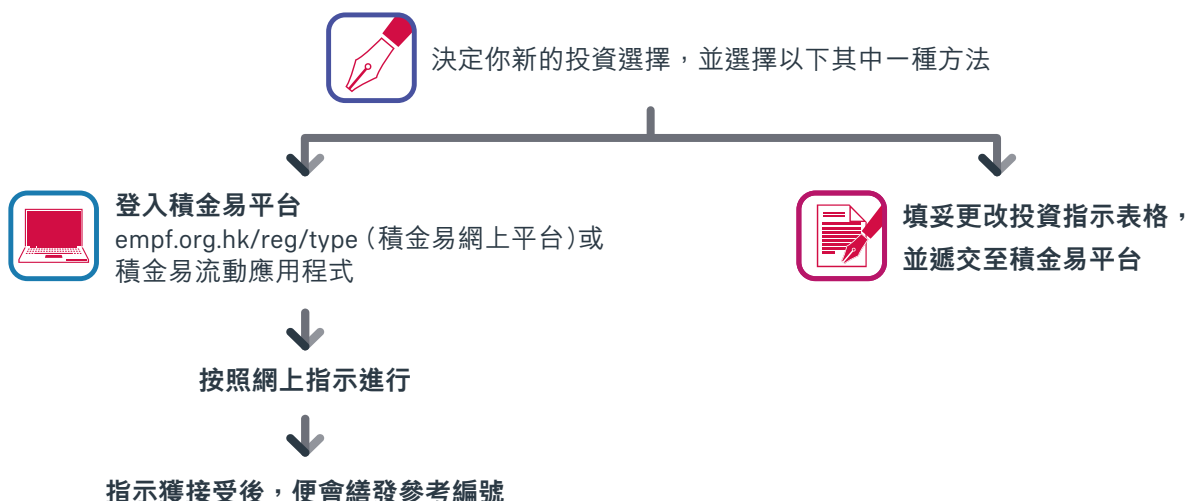 決定你新的投資選擇，並選擇以下其中一種方法
登入積金易平台
empf.org.hk/reg/type（積金易網上平台）或
積金易流動應用程式
填妥更改投資指示表格，
並遞交至積金易平台
按照網上指示進行
指示獲接受後，便會繕發參考編號